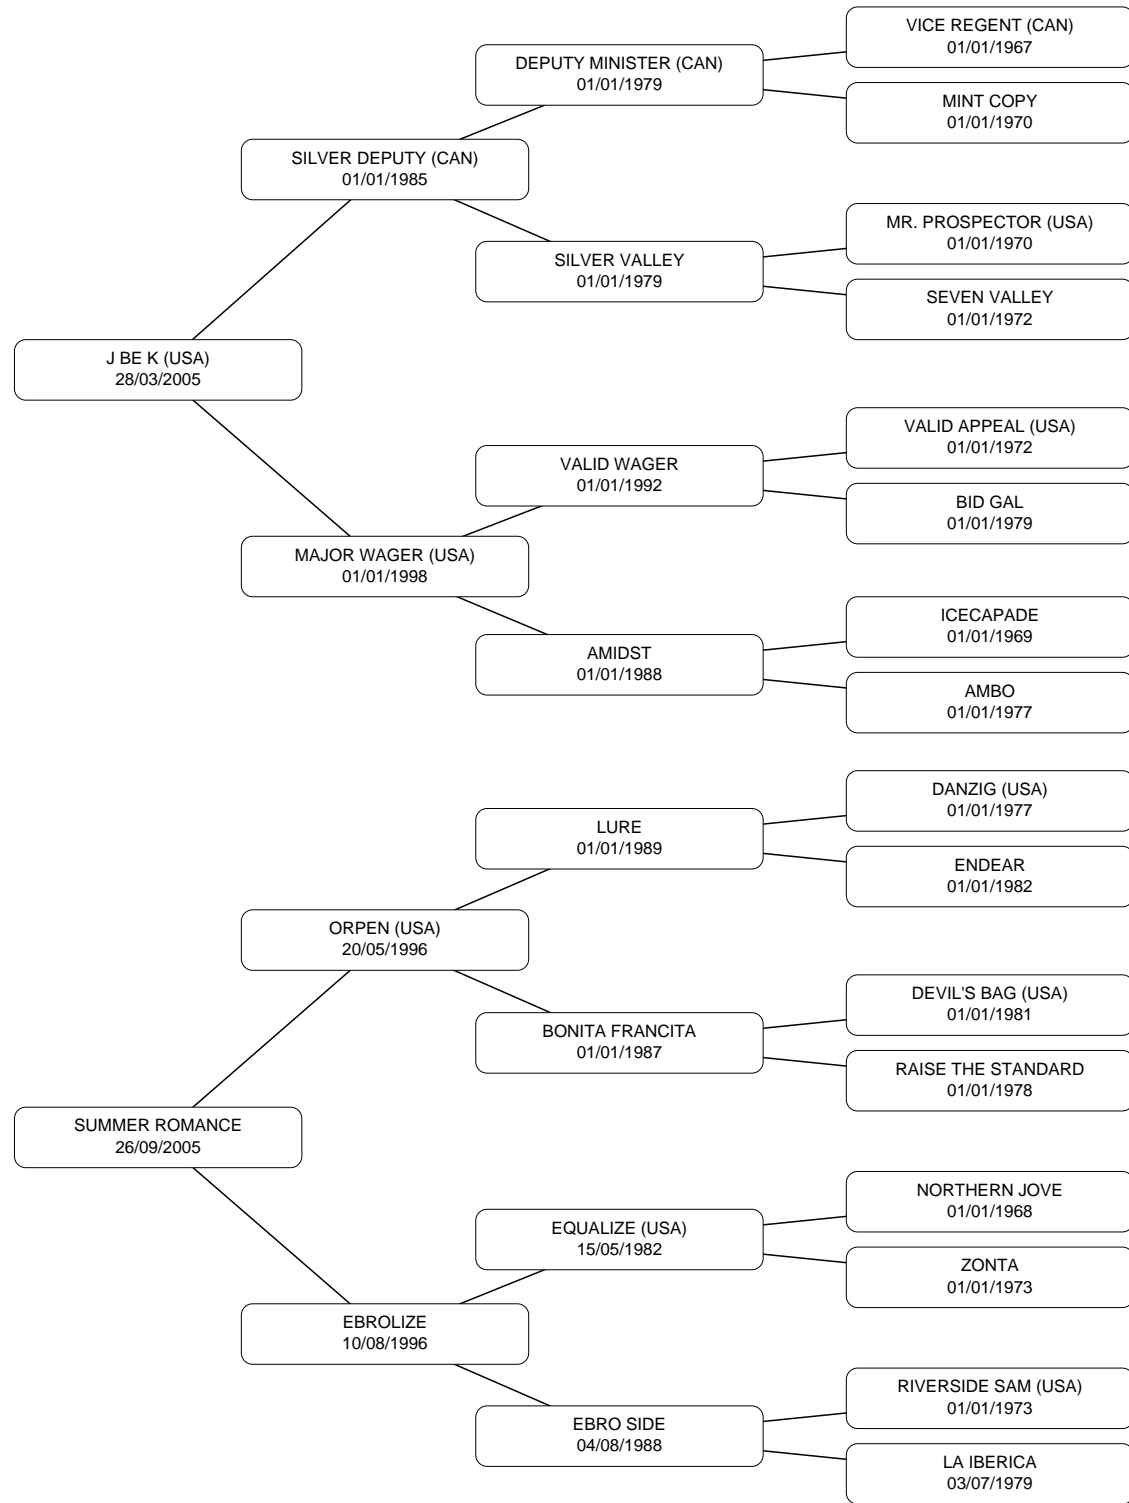 VICE REGENT (CAN)
01/01/1967
DEPUTY MINISTER (CAN)
01/01/1979
MINT COPY
01/01/1970
SILVER DEPUTY (CAN)
01/01/1985
MR. PROSPECTOR (USA)
01/01/1970
SILVER VALLEY
01/01/1979
SEVEN VALLEY
01/01/1972
J BE K (USA)
28/03/2005
VALID APPEAL (USA)
01/01/1972
VALID WAGER
01/01/1992
BID GAL
01/01/1979
MAJOR WAGER (USA)
01/01/1998
ICECAPADE
01/01/1969
AMIDST
01/01/1988
AMBO
01/01/1977
DANZIG (USA)
01/01/1977
LURE
01/01/1989
ENDEAR
01/01/1982
ORPEN (USA)
20/05/1996
DEVIL'S BAG (USA)
01/01/1981
BONITA FRANCITA
01/01/1987
RAISE THE STANDARD
01/01/1978
SUMMER ROMANCE
26/09/2005
NORTHERN JOVE
01/01/1968
EQUALIZE (USA)
15/05/1982
ZONTA
01/01/1973
EBROLIZE
10/08/1996
RIVERSIDE SAM (USA)
01/01/1973
EBRO SIDE
04/08/1988
LA IBERICA
03/07/1979